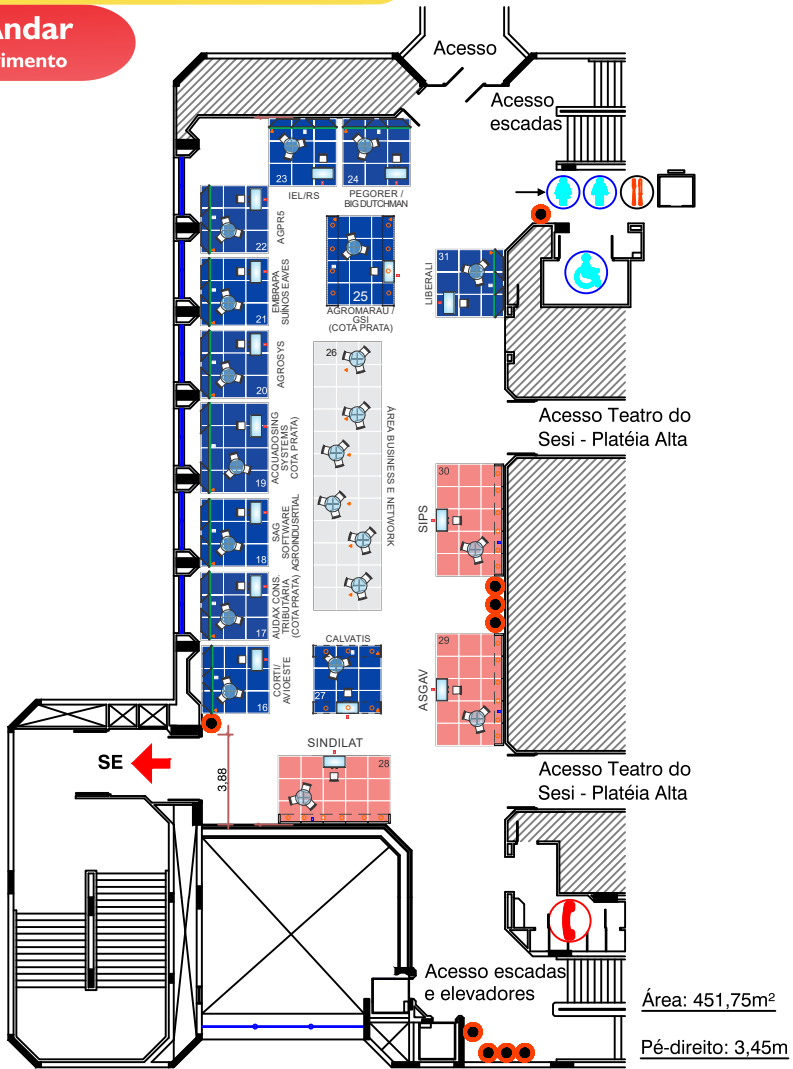 Andar
vimento
Acesso
Acesso
escadas
23
24
IEL/RS
PEGORER /
BIG DUTCHMAN
22
AGPR5
25
AGROMARAU /
GSI
(COTA PRATA)
31
LIBERALI
21
EMBRAPA
SUÍNOS E AVES
20
AGROSYS
26
ÁREA BUSINESS E NETWORK
Acesso Teatro do
Sesi - Platéia Alta
19
ACQUADOSING
SYSTEMS
COTA PRATA)
30
SIPS
18
SAG
SOFTWARE
AGROINDUSRTIAL
17
AUDAX CONS.
TRIBUTÁRIA
(COTA PRATA)
16
CORTI/
AVIOESTE
CALVATIS
27
29
ASGAV
SE
3.88
SINDILAT
28
Acesso Teatro do
Sesi - Platéia Alta
Acesso escadas
e elevadores
Área: 451,75m²
Pé-direito: 3,45m